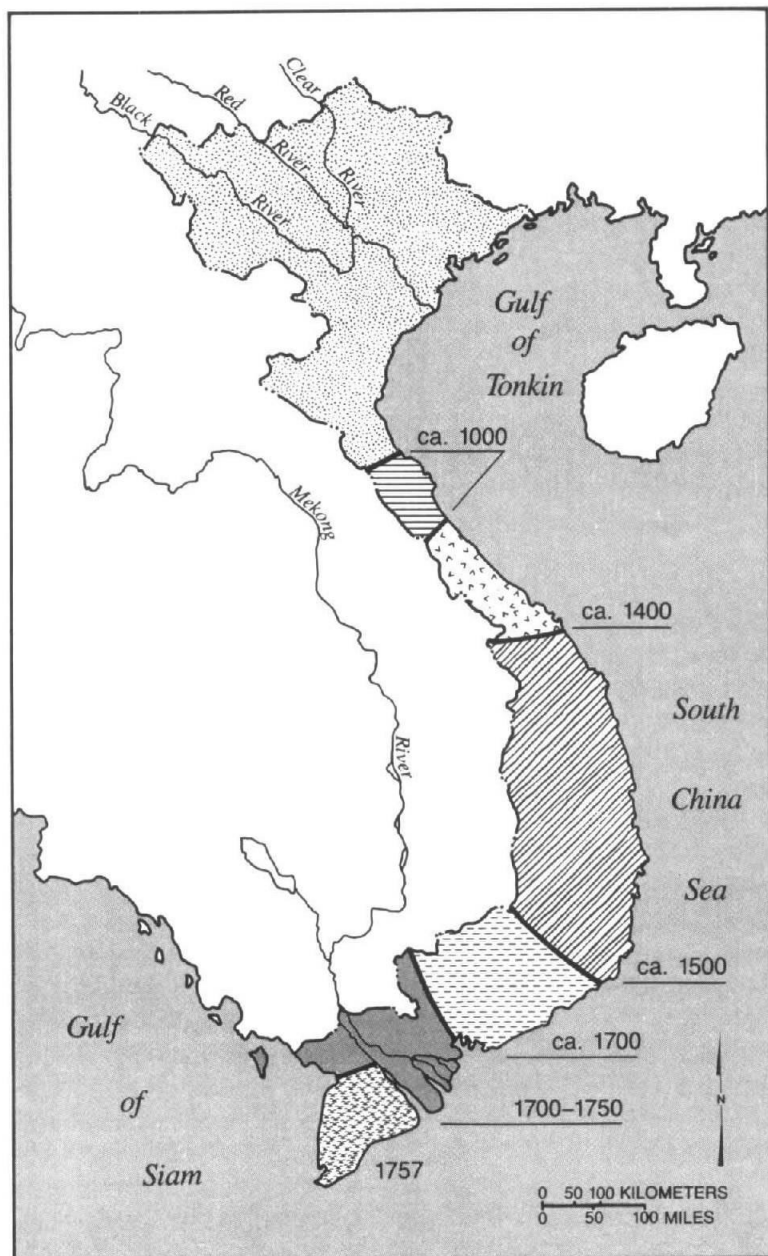 Clear
Red
Black
River
River
River
Gulf
of
Tonkin
ca. 1000
Mekong
ca. 1400
South
River
China
Sea
ca. 1500
Gulf
ca. 1700
of
N
1700–1750
Siam
1757
0 50 100 KILOMETERS
0 50 100 MILES